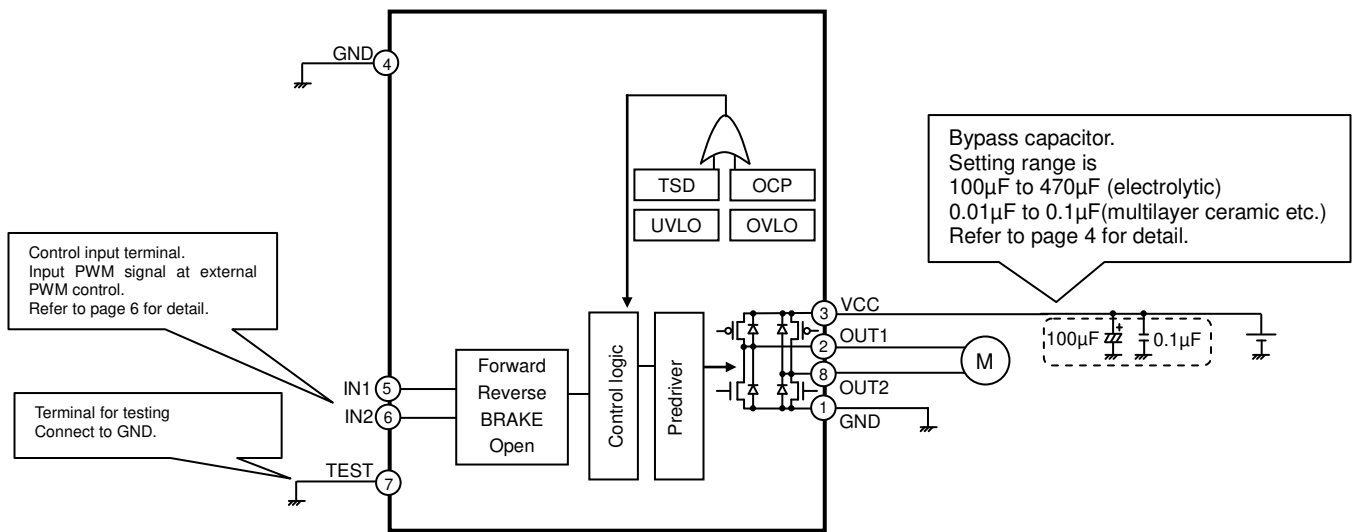 GND
4
TSD
OCP
UVLO
OVLO
Bypass capacitor.
Setting range is
100μF to 470μF (electrolytic)
0.01μF to 0.1μF(multilayer ceramic etc.)
Refer to page 4 for detail.
Control input terminal.
Input PWM signal at external
PWM control.
Refer to page 6 for detail.
Terminal for testing
Connect to GND.
IN1
5
IN2
6
TEST
7
Forward
Reverse
BRAKE
Open
Control logic
Predriver
3
VCC
2
OUT1
8
OUT2
1
GND
M
100μF
+
0.1μF